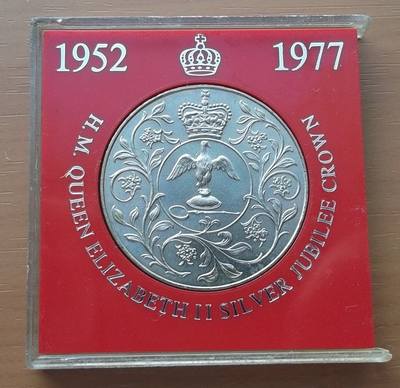 1952 1977
H.M. QUEEN ELIZABETH II SILVER JUBILEE CROWN